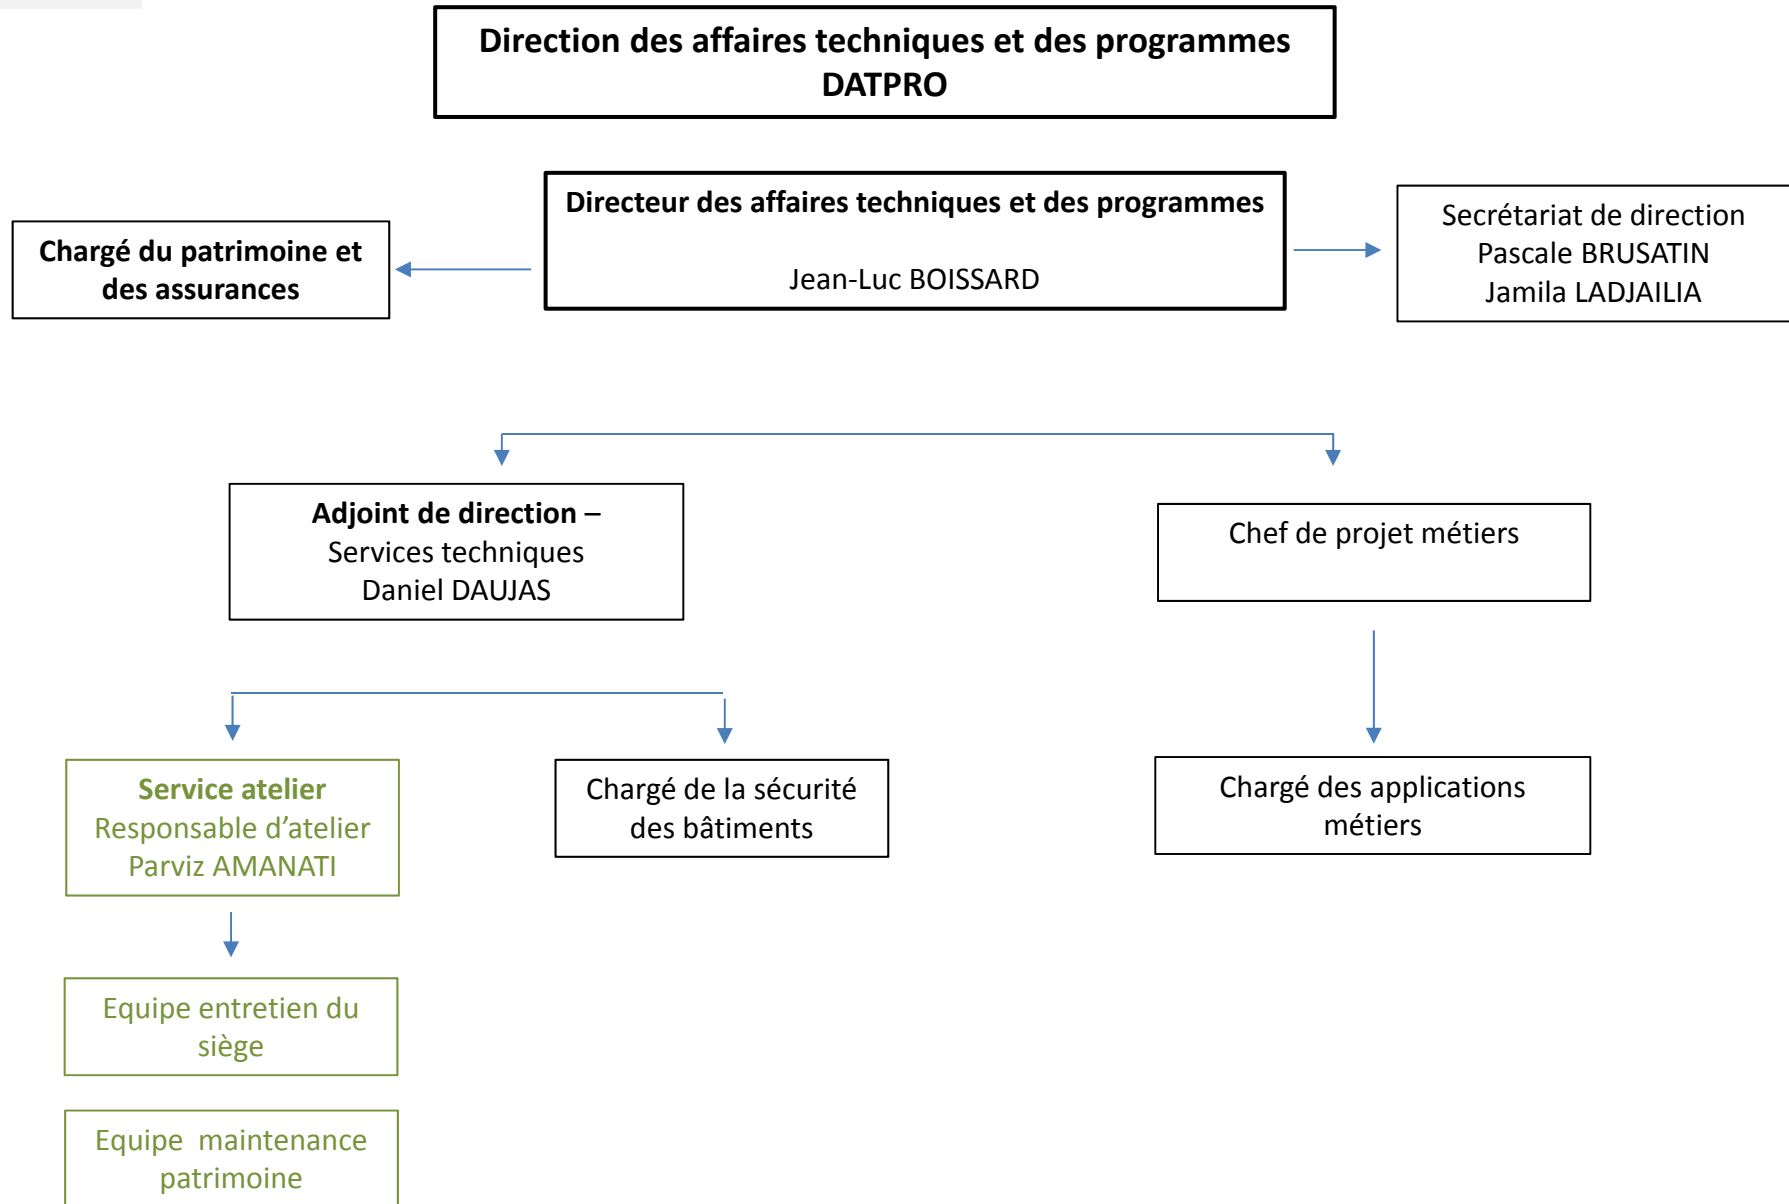 Direction des affaires techniques et des programmes
DATPRO
Directeur des affaires techniques et des programmes
Jean-Luc BOISSARD
Chargé du patrimoine et
des assurances
Secrétariat de direction
Pascale BRUSATIN
Jamila LADJAILIA
Adjoint de direction –
Services techniques
Daniel DAUJAS
Chef de projet métiers
Service atelier
Responsable d’atelier
Parviz AMANATI
Chargé de la sécurité
des bâtiments
Chargé des applications
métiers
Equipe entretien du
siège
Equipe  maintenance
patrimoine